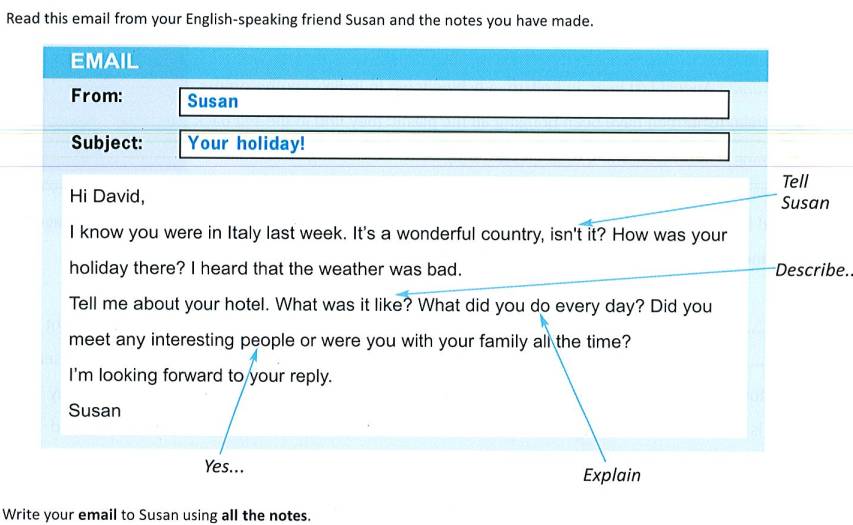 Read this email from your English-speaking friend Susan and the notes you have made.
EMAIL
From:
Susan
Subject:
Your holiday!
Hi David,
Tell
Susan
I know you were in Italy last week. It's a wonderful country, isn't it? How was your
holiday there? I heard that the weather was bad.
Describe..
Tell me about your hotel. What was it like? What did you do every day? Did you
meet any interesting people or were you with your family all the time?
I'm looking forward to your reply.
Susan
Yes...
Explain
Write your email to Susan using all the notes.